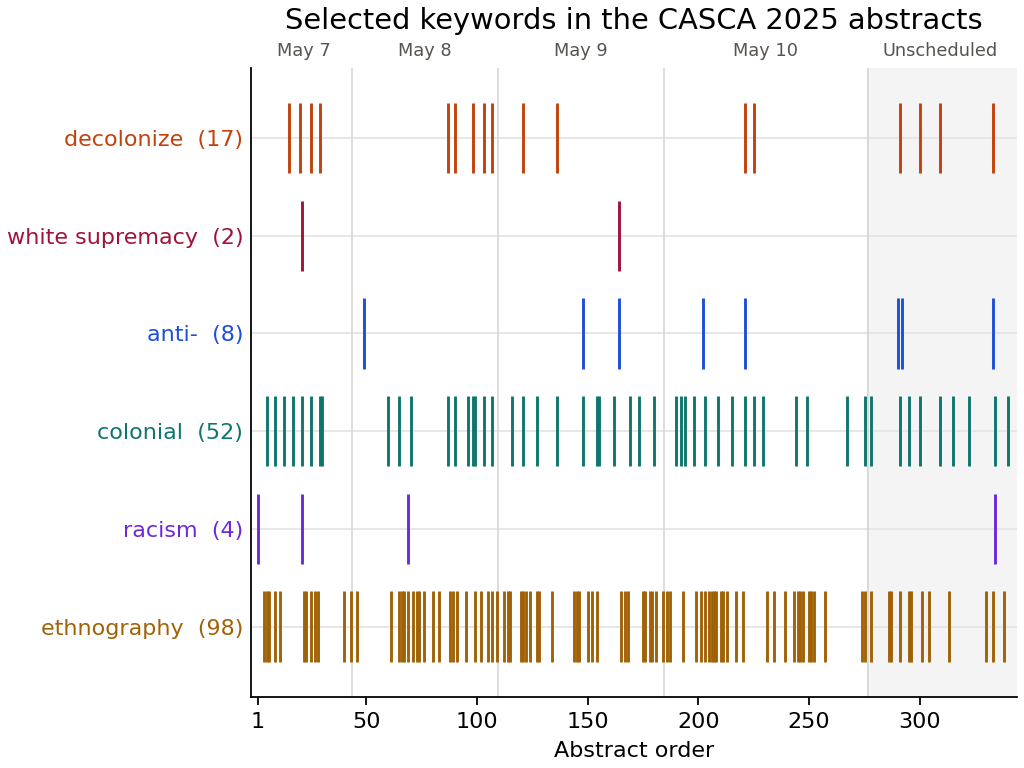 Selected keywords in the CASCA 2025 abstracts
May 7 May 8 May 9 May 10 Unscheduled
decolonize (17)
white supremacy (2)
anti- (8)
colonial (52)
racism (4)
ethnography (98)
1 50 100 150 200 250 300
Abstract order